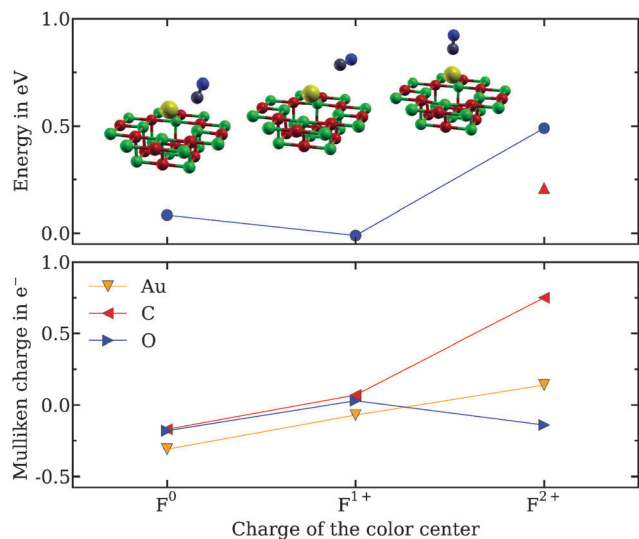 Energy in eV
1.0
0.5
0.0
Mulliken charge in e⁻
1.0
0.5
0.0
-0.5
Au
C
O
F⁰
F¹⁺
F²⁺
Charge of the color center